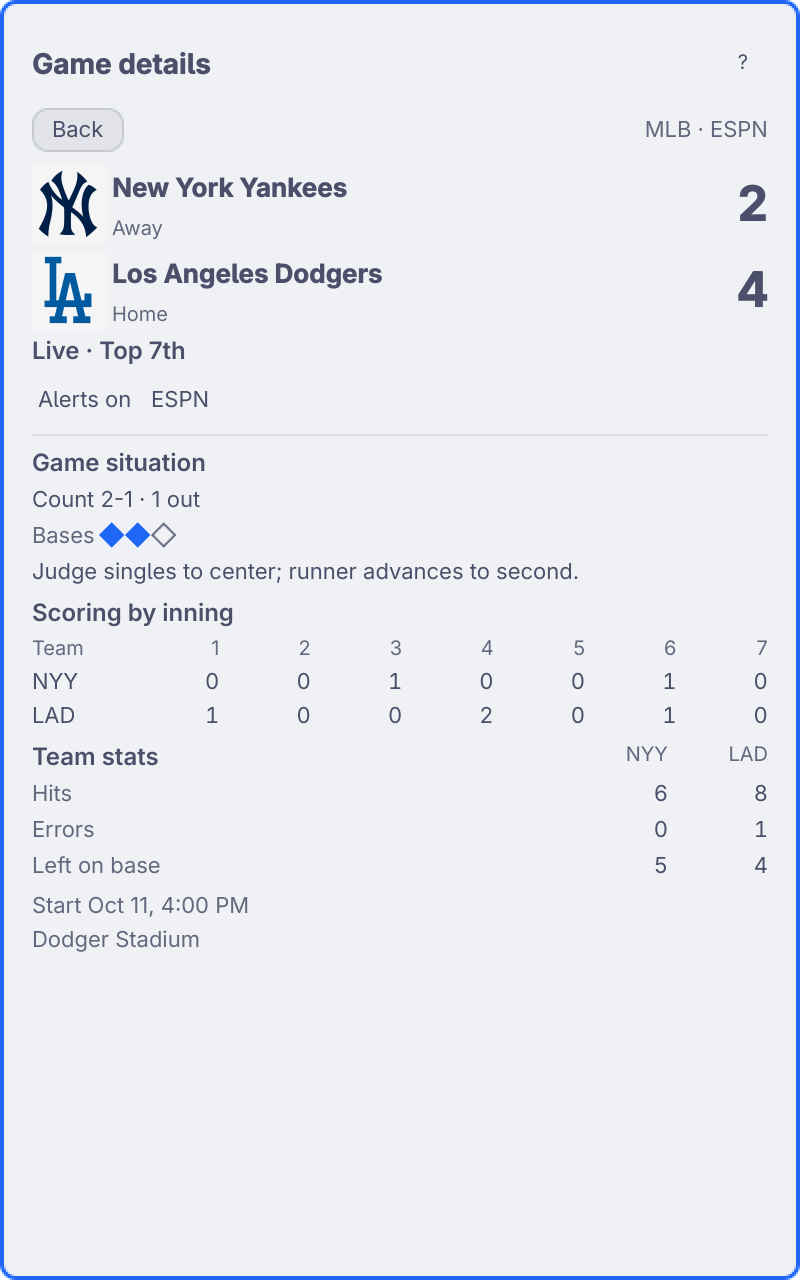 Game details ?
Back MLB · ESPN
New York Yankees 2
Away
Los Angeles Dodgers 4
Home
Live · Top 7th
Alerts on ESPN
Game situation
Count 2-1 · 1 out
Bases
Judge singles to center; runner advances to second.
Scoring by inning
Team 1 2 3 4 5 6 7
NYY 0 0 1 0 0 1 0
LAD 1 0 0 2 0 1 0
Team stats NYY LAD
Hits 6 8
Errors 0 1
Left on base 5 4
Start Oct 11, 4:00 PM
Dodger Stadium